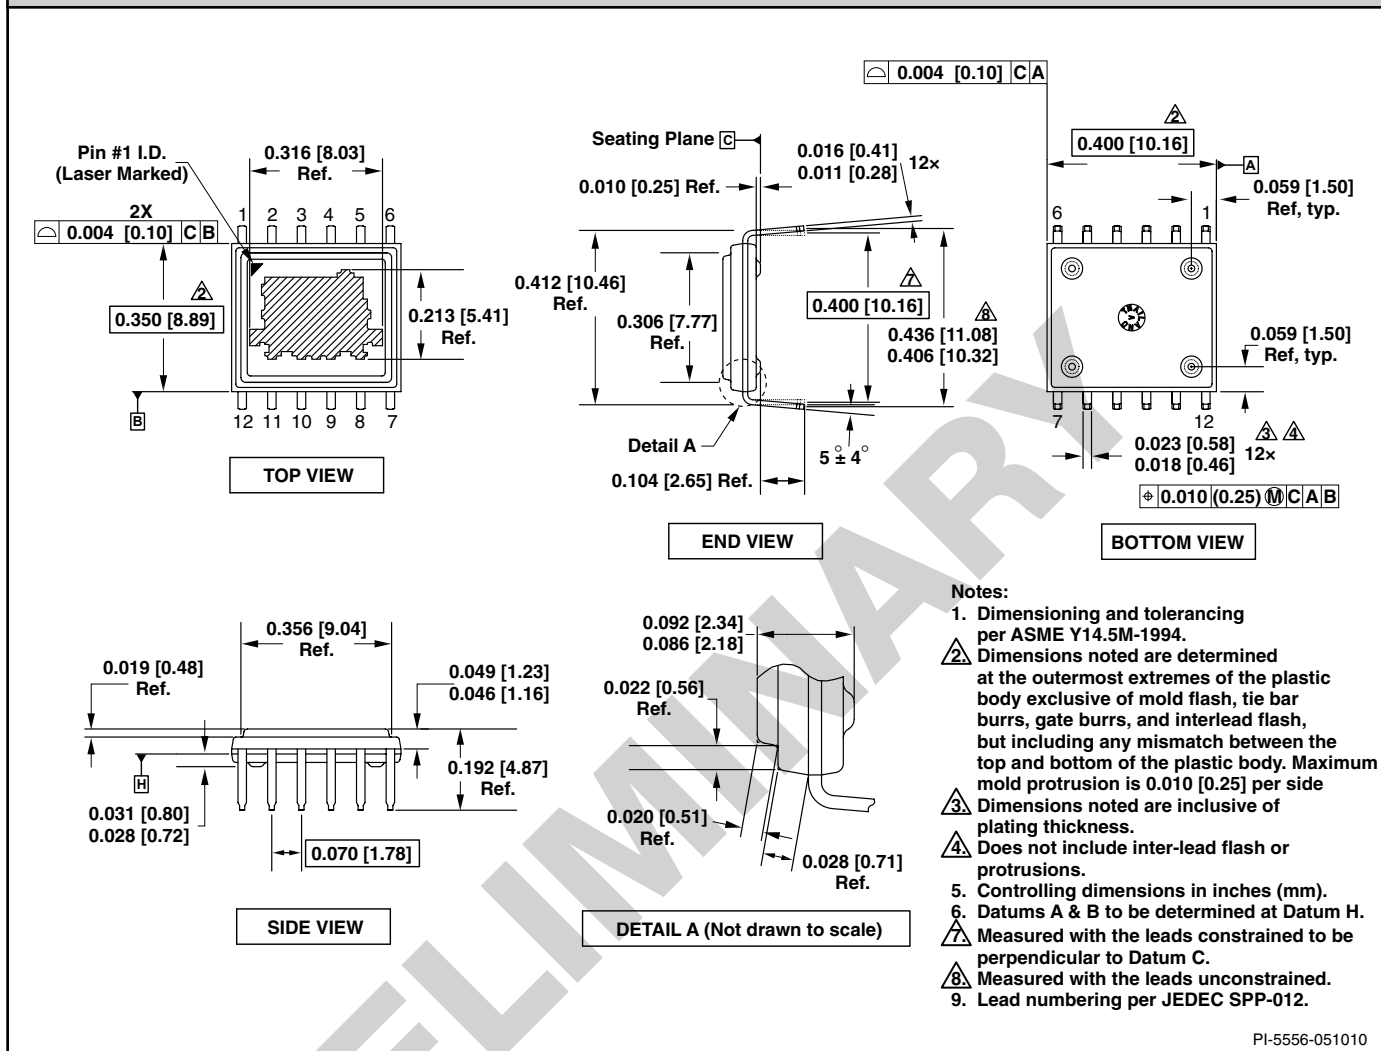 0.004 [0.10] C A
2
0.400 [10.16]
A
0.059 [1.50]
Ref, typ.
Seating Plane C
0.016 [0.41]
0.011 [0.28]
12×
0.010 [0.25] Ref.
Pin #1 I.D.
(Laser Marked)
0.316 [8.03]
Ref.
2X
0.004 [0.10] C B
1 2 3 4 5 6
6 1
2
0.350 [8.89]
0.213 [5.41]
Ref.
0.412 [10.46]
Ref.
0.306 [7.77]
Ref.
7
0.400 [10.16]
8
0.436 [11.08]
0.406 [10.32]
0.059 [1.50]
Ref, typ.
B
12 11 10 9 8 7
7 12
Detail A
5 ± 4°
0.104 [2.65] Ref.
3 4
0.023 [0.58]
0.018 [0.46]
12×
0.010 (0.25) M C A B
TOP VIEW
END VIEW
BOTTOM VIEW
0.356 [9.04]
Ref.
0.019 [0.48]
Ref.
0.049 [1.23]
0.046 [1.16]
H
0.192 [4.87]
Ref.
0.031 [0.80]
0.028 [0.72]
0.070 [1.78]
SIDE VIEW
0.092 [2.34]
0.086 [2.18]
0.022 [0.56]
Ref.
0.020 [0.51]
Ref.
0.028 [0.71]
Ref.
DETAIL A (Not drawn to scale)
Notes:
1. Dimensioning and tolerancing
per ASME Y14.5M-1994.
2. Dimensions noted are determined
at the outermost extremes of the plastic
body exclusive of mold flash, tie bar
burrs, gate burrs, and interlead flash,
but including any mismatch between the
top and bottom of the plastic body. Maximum
mold protrusion is 0.010 [0.25] per side
3. Dimensions noted are inclusive of
plating thickness.
4. Does not include inter-lead flash or
protrusions.
5. Controlling dimensions in inches (mm).
6. Datums A & B to be determined at Datum H.
7. Measured with the leads constrained to be
perpendicular to Datum C.
8. Measured with the leads unconstrained.
9. Lead numbering per JEDEC SPP-012.
PI-5556-051010